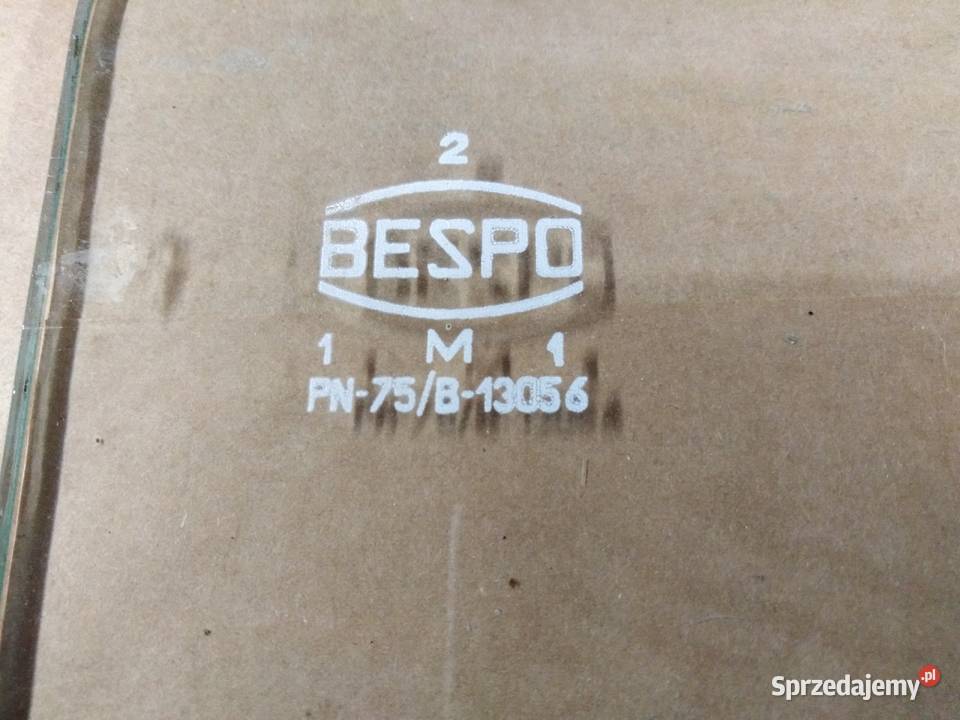 2
BESPO
1 M 1
PN-75/B-13056
Sprzedajemy.pl